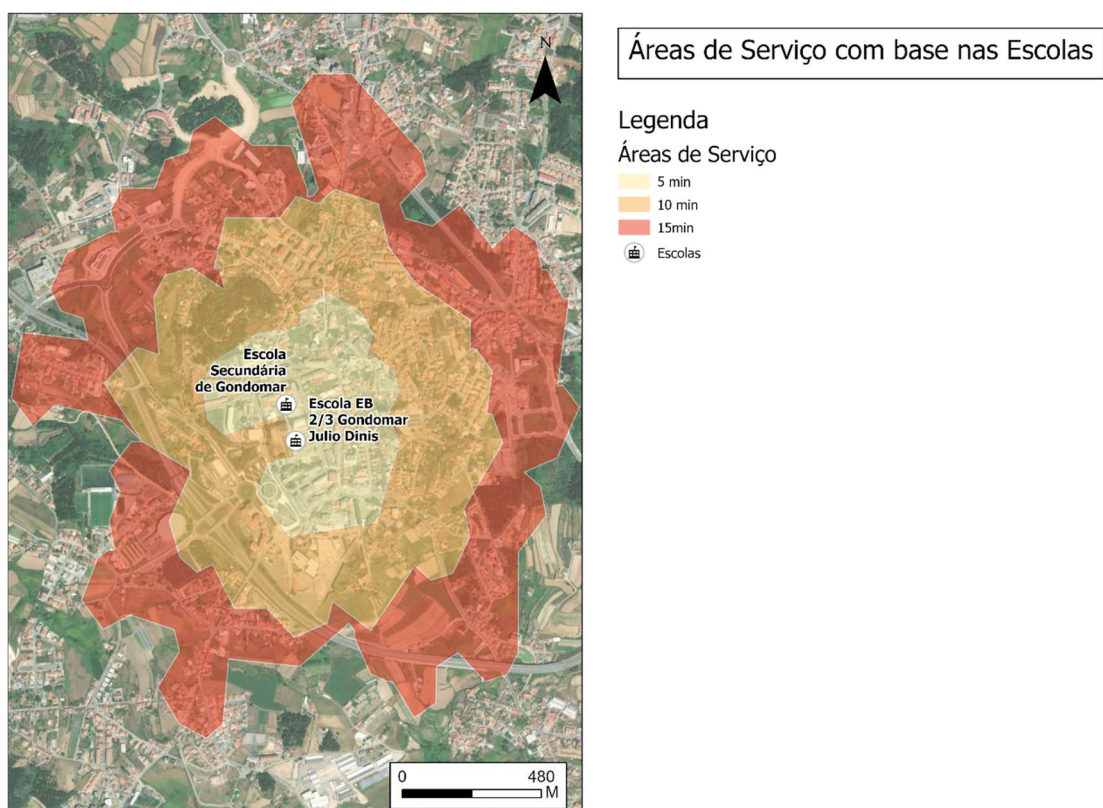 Áreas de Serviço com base nas Escolas
Legenda
Áreas de Serviço
5 min
10 min
15min
Escolas
N
Escola
Secundária
de Gondomar
Escola EB
2/3 Gondomar
Julio Dinis
0 480
M